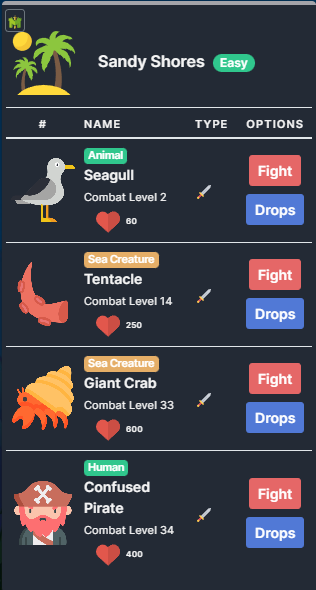 Sandy Shores Easy
# NAME TYPE OPTIONS
Animal
Seagull
Combat Level 2
60
Fight
Drops
Sea Creature
Tentacle
Combat Level 14
250
Fight
Drops
Sea Creature
Giant Crab
Combat Level 33
600
Fight
Drops
Human
Confused
Pirate
Combat Level 34
400
Fight
Drops